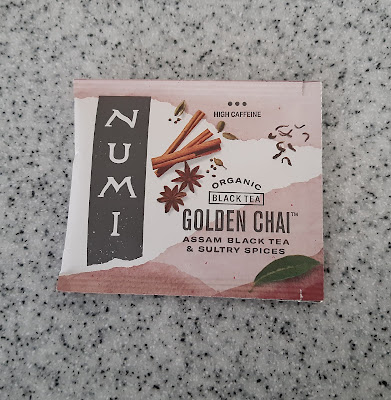 NUMI
HIGH CAFFEINE
ORGANIC
BLACK TEA
GOLDEN CHAI™
ASSAM BLACK TEA
& SULTRY SPICES